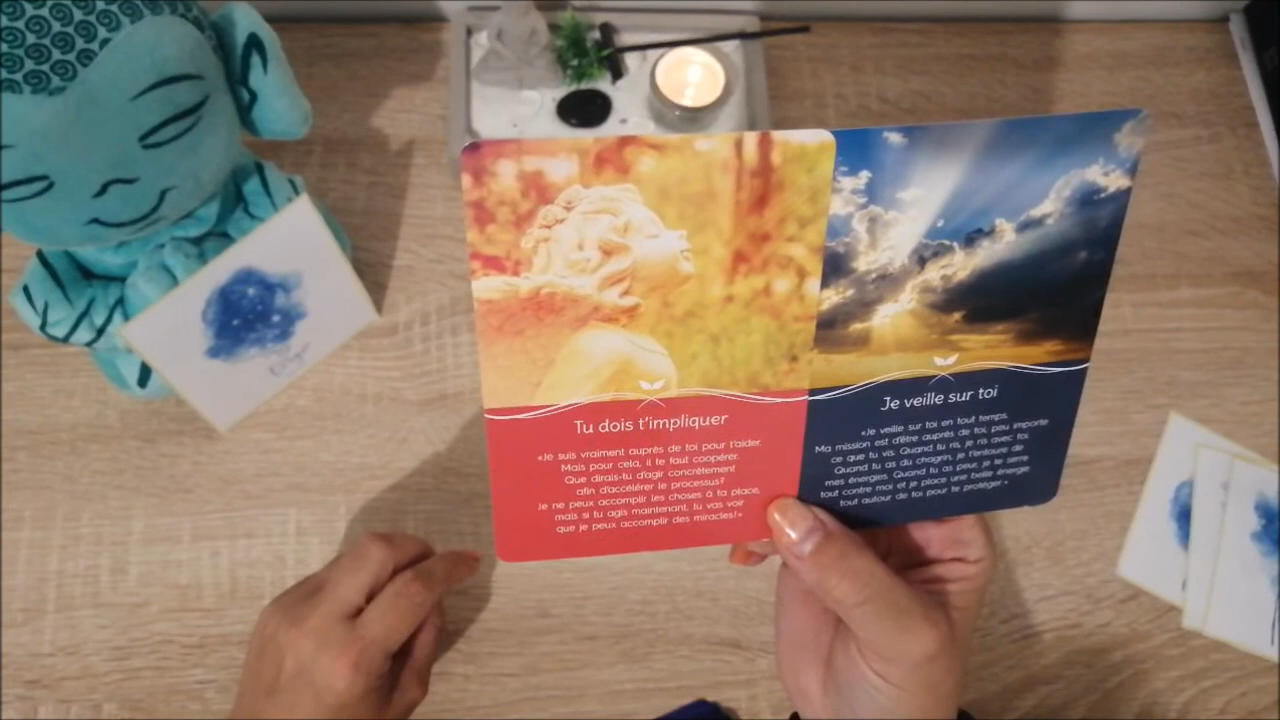 Tu dois t'impliquer
«Je suis vraiment auprès de toi pour t'aider.
Mais pour cela, il te faut coopérer.
Que dirais-tu d'agir concrètement
afin d'accélérer le processus?
Je ne peux accomplir les choses à ta place,
mais si tu agis maintenant, tu vas voir
que je peux accomplir des miracles!»
Je veille sur toi
«Je veille sur toi en tout temps.
Ma mission est d'être auprès de toi, peu importe
ce que tu vis. Quand tu ris, je ris avec toi.
Quand tu as du chagrin, je t'entoure de
mes énergies. Quand tu as peur, je te serre
tout contre moi et je place une belle énergie
tout autour de toi pour te protéger.»